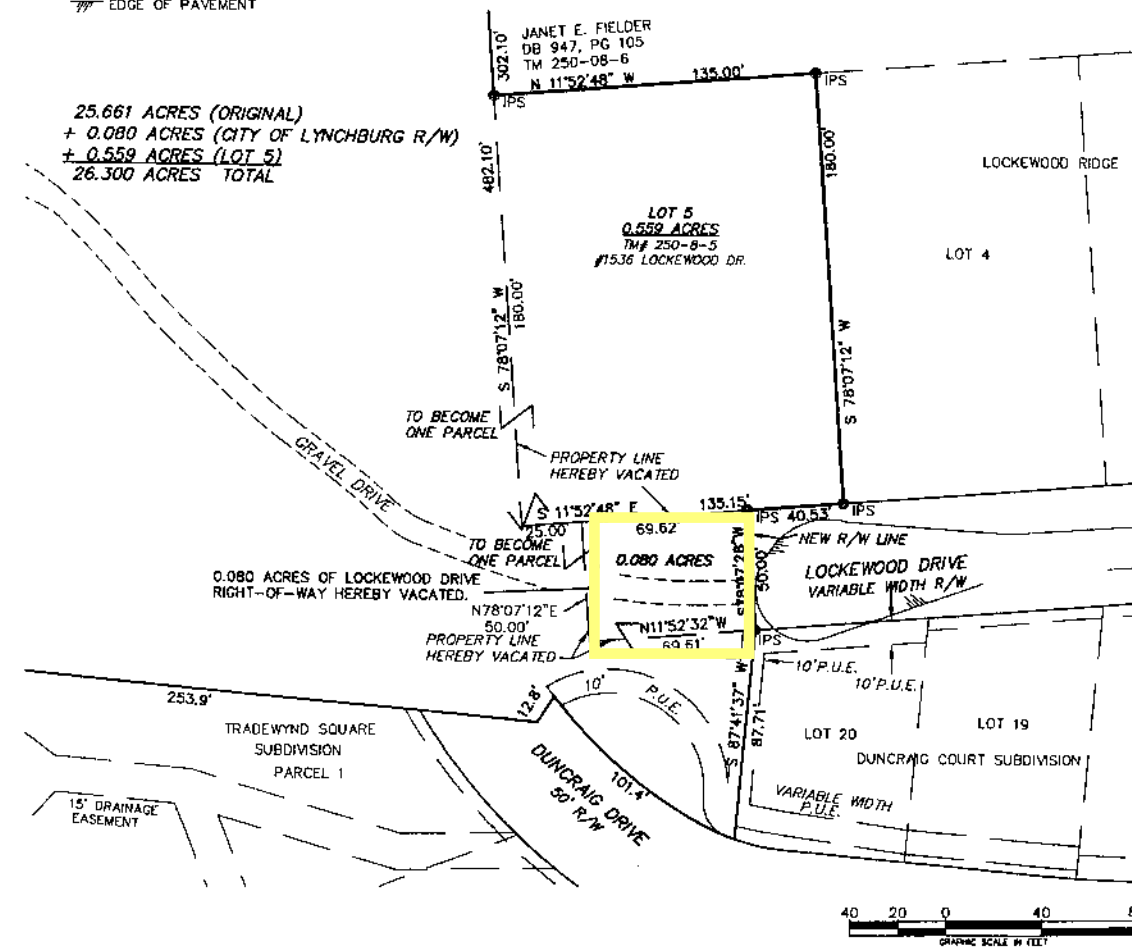 EDGE OF PAVEMENT
JANET E. FIELDER
DB 947, PG 105
TM 250-08-6
302.10'
N 11°52'48" W 135.00'
IPS
IPS
25.661 ACRES (ORIGINAL)
+ 0.080 ACRES (CITY OF LYNCHBURG R/W)
+ 0.559 ACRES (LOT 5)
26.300 ACRES TOTAL
482.10'
180.00'
LOCKEWOOD RIDGE
LOT 5
0.559 ACRES
TM# 250-8-5
#1536 LOCKEWOOD DR.
LOT 4
S 78°07'12" W
180.00'
S 78°07'12" W
TO BECOME
ONE PARCEL
GRAVEL DRIVE
PROPERTY LINE
HEREBY VACATED
S 11°52'48" E 135.15'
IPS 40.53' IPS
25.00' 69.62'
TO BECOME
ONE PARCEL
0.080 ACRES
NEW R/W LINE
S78°07'28"W
50.00'
LOCKEWOOD DRIVE
VARIABLE WIDTH R/W
0.080 ACRES OF LOCKEWOOD DRIVE
RIGHT-OF-WAY HEREBY VACATED.
N78°07'12"E
50.00'
N11°52'32"W
69.61'
IPS
PROPERTY LINE
HEREBY VACATED
10'P.U.E.
10'P.U.E.
253.9'
12.8'
10'
P.U.E.
S 87°41'37" W
87.71'
LOT 20
LOT 19
TRADEWYND SQUARE
SUBDIVISION
PARCEL 1
DUNCRAIG COURT SUBDIVISION
101.4'
DUNCRAIG DRIVE
50' R/W
VARIABLE WIDTH
P.U.E.
15' DRAINAGE
EASEMENT
40 20 0 40
GRAPHIC SCALE IN FEET